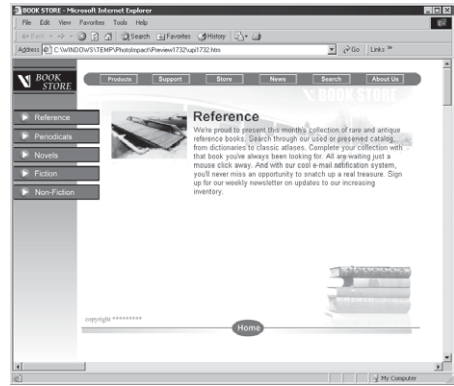 BOOK STORE - Microsoft Internet Explorer
File Edit View Favorites Tools Help
Back Search Favorites History
Address C:\WINDOWS\TEMP\PhotoImpact\Preview1732\upi1732.htm Go Links »
BOOK
STORE
Products Support Store News Search About Us
BOOK STORE
Reference
Periodicals
Novels
Fiction
Non-Fiction
Reference
We're proud to present this month's collection of rare and antique
reference books. Search through our used or preserved catalog,
from dictionaries to classic atlases. Complete your collection with
that book you've always been looking for. All are waiting just a
mouse click away. And with our cool e-mail notification system,
you'll never miss an opportunity to snatch up a real treasure. Sign
up for our weekly newsletter on updates to our increasing
inventory.
copyright *********
Home
My Computer